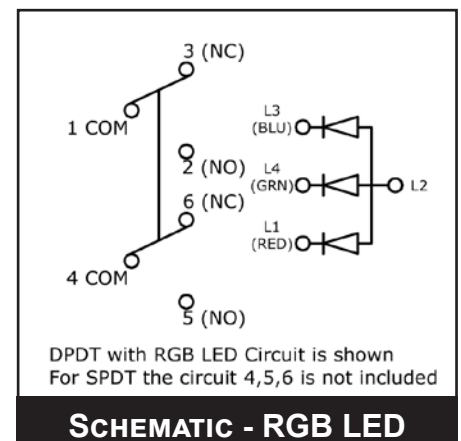 3 (NC)
1 COM
2 (NO)
6 (NC)
4 COM
5 (NO)
L3
(BLU)
L4
(GRN)
L2
L1
(RED)
DPDT with RGB LED Circuit is shown
For SPDT the circuit 4,5,6 is not included
SCHEMATIC - RGB LED